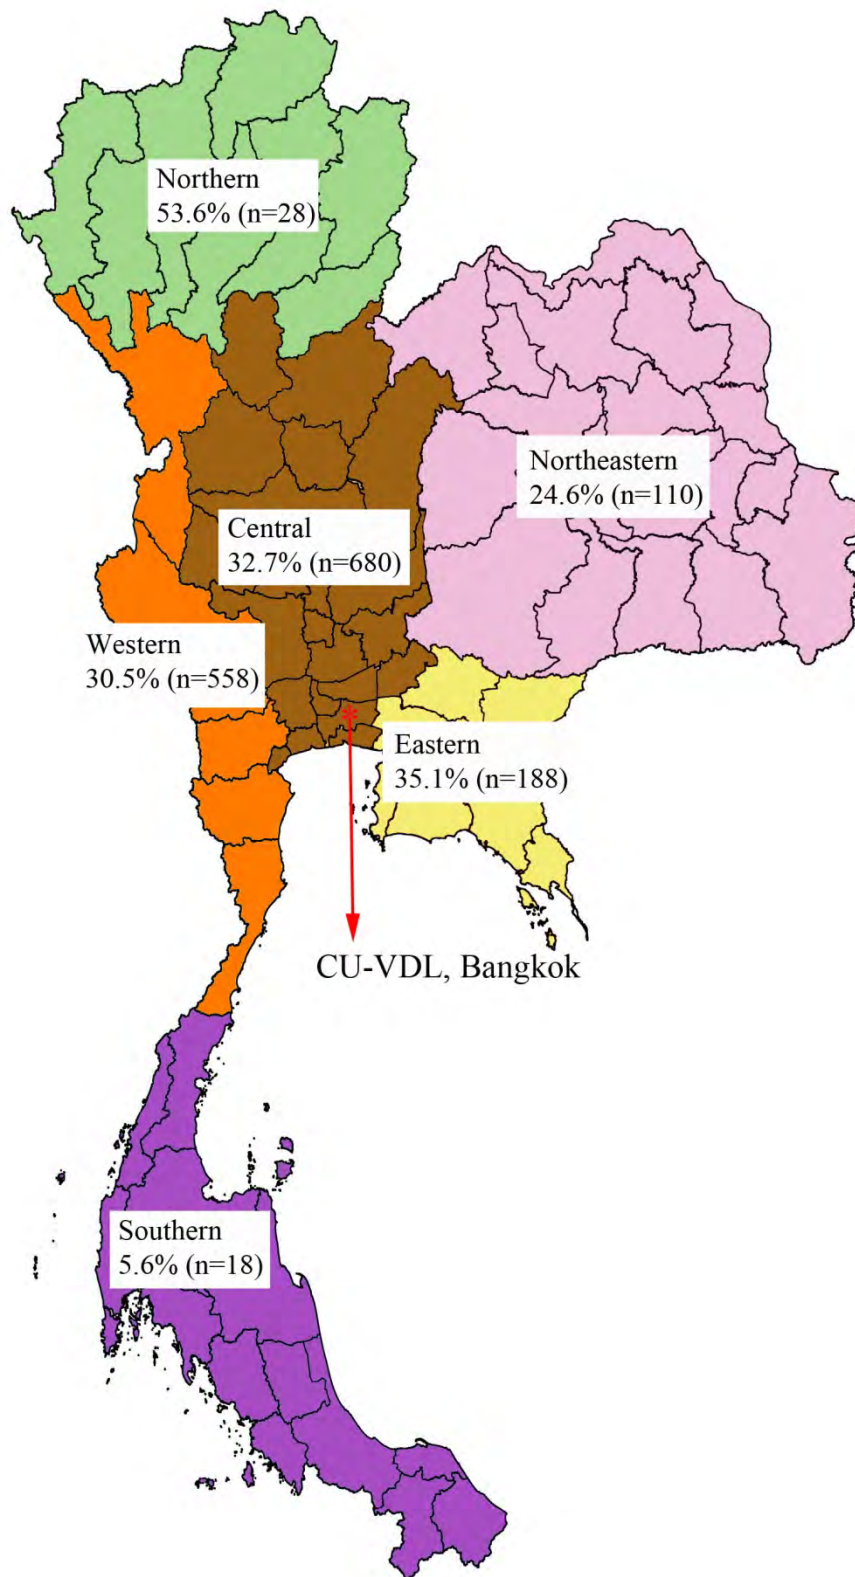 Northern
53.6% (n=28)
Northeastern
24.6% (n=110)
Central
32.7% (n=680)
Western
30.5% (n=558)
*
Eastern
35.1% (n=188)
CU-VDL, Bangkok
Southern
5.6% (n=18)